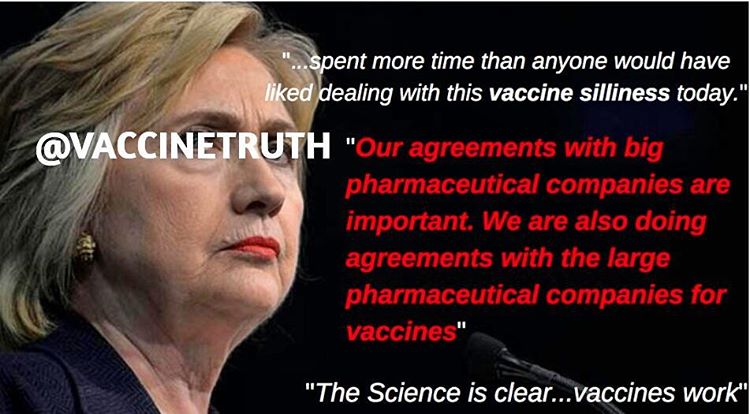 "...spent more time than anyone would have
liked dealing with this vaccine silliness today."
@VACCINETRUTH
"Our agreements with big
pharmaceutical companies are
important. We are also doing
agreements with the large
pharmaceutical companies for
vaccines"
"The Science is clear...vaccines work"